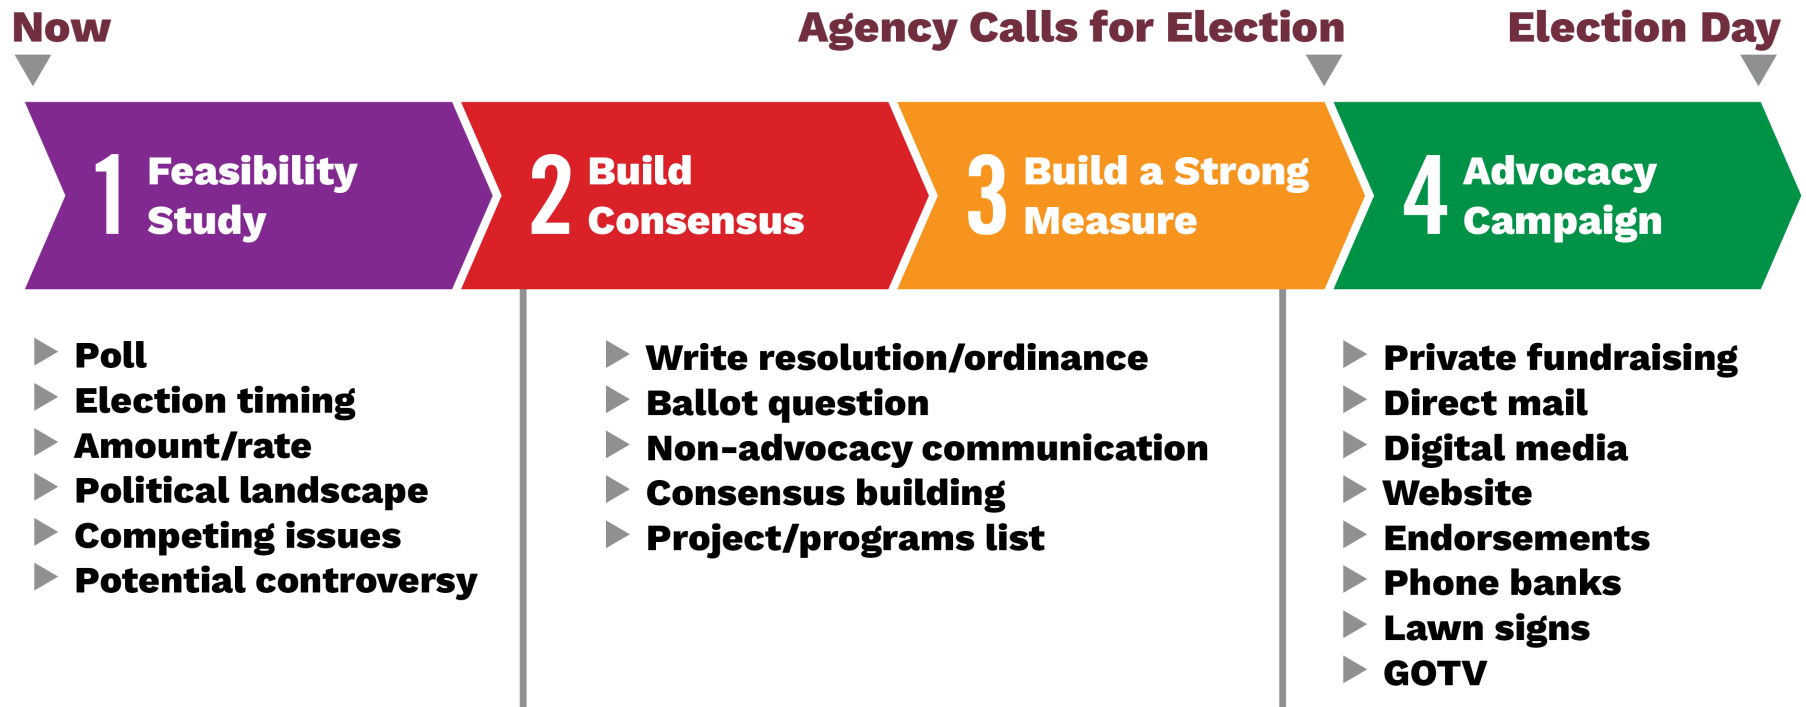 Now
Agency Calls for Election
Election Day
1 Feasibility
Study
2 Build
Consensus
3 Build a Strong
Measure
4 Advocacy
Campaign
Poll
Election timing
Amount/rate
Political landscape
Competing issues
Potential controversy
Write resolution/ordinance
Ballot question
Non-advocacy communication
Consensus building
Project/programs list
Private fundraising
Direct mail
Digital media
Website
Endorsements
Phone banks
Lawn signs
GOTV